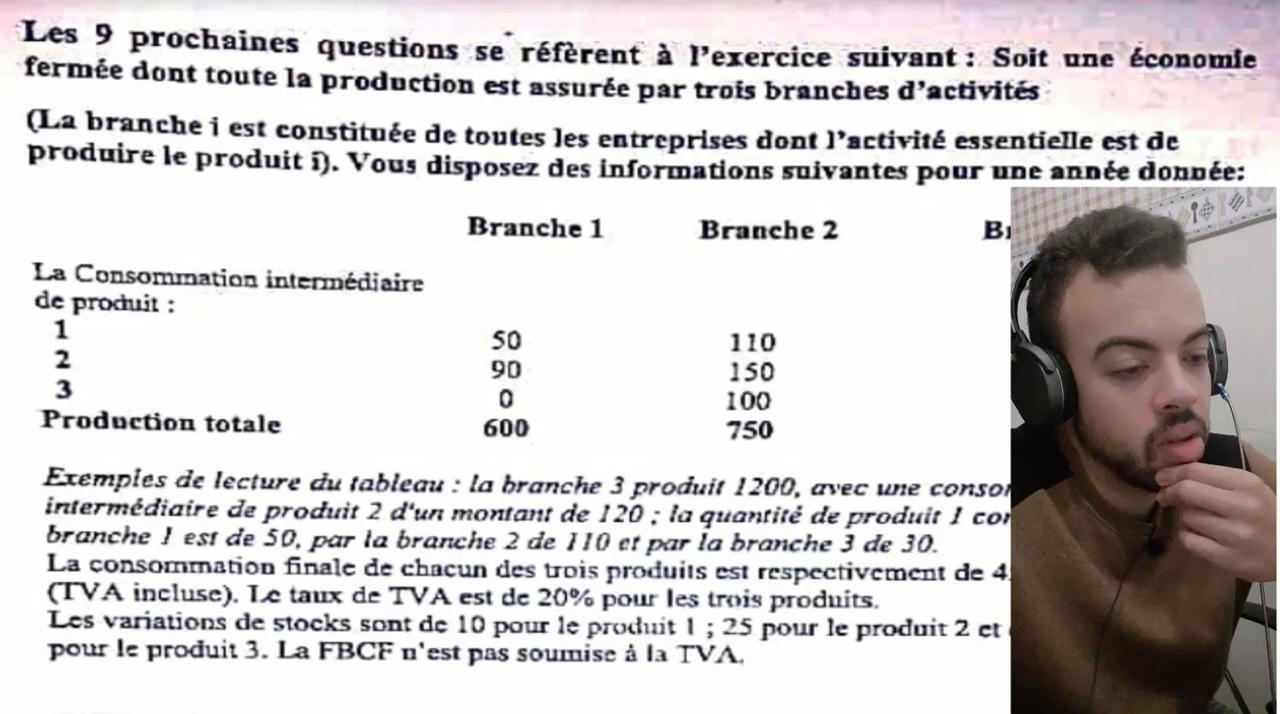 Les 9 prochaines questions se réfèrent à l'exercice suivant : Soit une économie
fermée dont toute la production est assurée par trois branches d'activités
(La branche i est constituée de toutes les entreprises dont l'activité essentielle est de
produire le produit i). Vous disposez des informations suivantes pour une année donnée:
Branche 1 Branche 2
La Consommation intermédiaire
de produit :
1 50 110
2 90 150
3 0 100
Production totale 600 750
Exemples de lecture du tableau : la branche 3 produit 1200, avec une
intermédiaire de produit 2 d'un montant de 120 ; la quantité de produit 1
branche 1 est de 50, par la branche 2 de 110 et par la branche 3 de 30.
La consommation finale de chacun des trois produits est respectivement de
(TVA incluse). Le taux de TVA est de 20% pour les trois produits.
Les variations de stocks sont de 10 pour le produit 1 ; 25 pour le produit 2 et
pour le produit 3. La FBCF n'est pas soumise à la TVA.